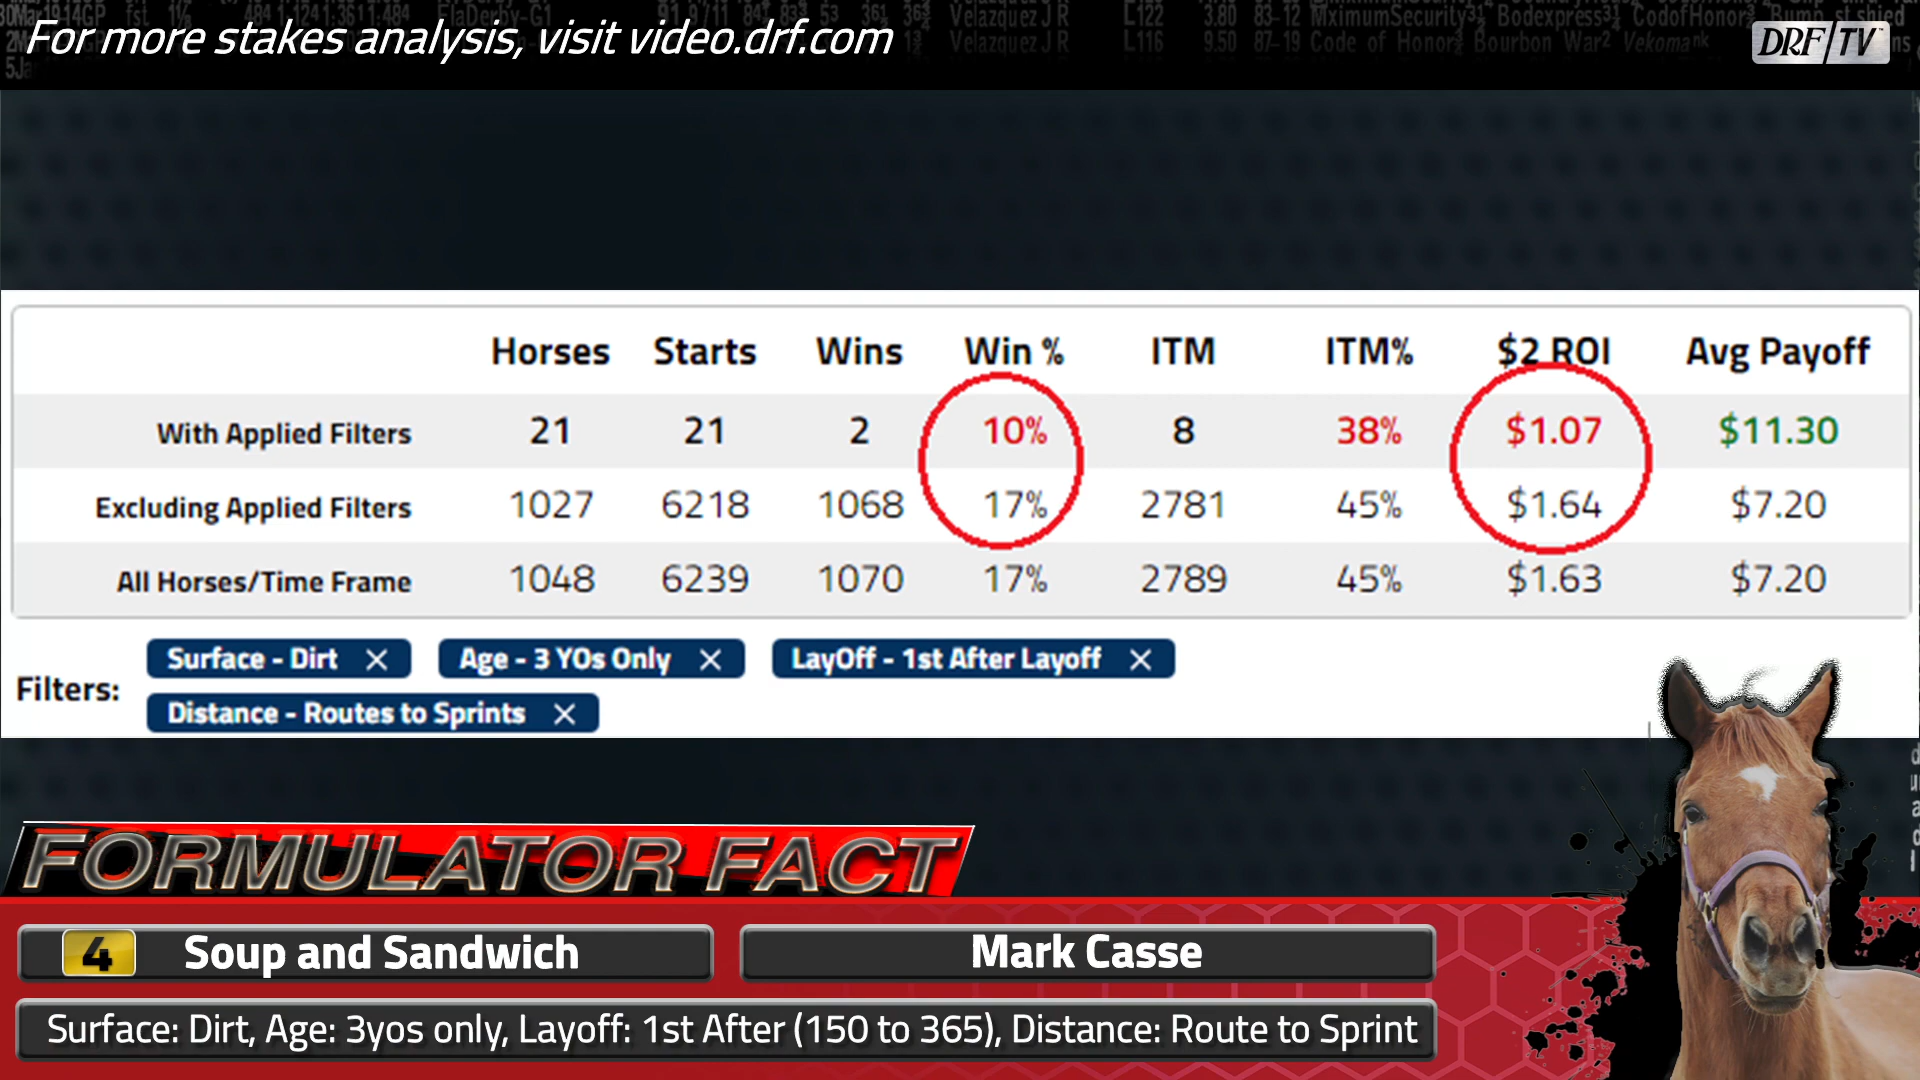 For more stakes analysis, visit video.drf.com
DRF/TV
Horses Starts Wins Win % ITM ITM% $2 ROI Avg Payoff
With Applied Filters 21 21 2 10% 8 38% $1.07 $11.30
Excluding Applied Filters 1027 6218 1068 17% 2781 45% $1.64 $7.20
All Horses/Time Frame 1048 6239 1070 17% 2789 45% $1.63 $7.20
Filters: Surface - Dirt × Age - 3 YOs Only × LayOff - 1st After Layoff ×
Distance - Routes to Sprints ×
FORMULATOR FACT
4 Soup and Sandwich Mark Casse
Surface: Dirt, Age: 3yos only, Layoff: 1st After (150 to 365), Distance: Route to Sprint